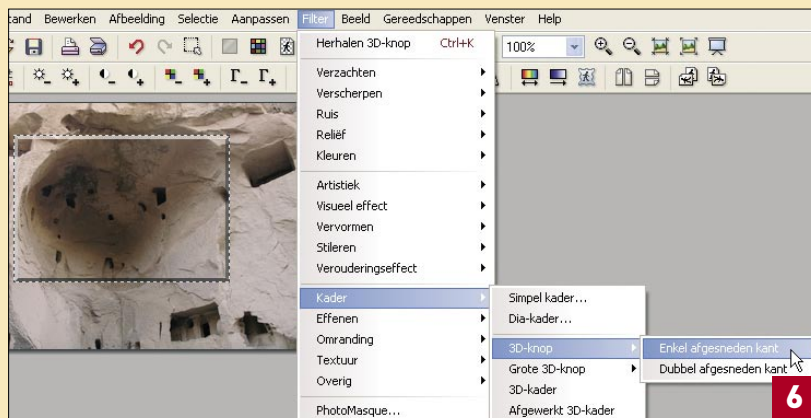 tand Bewerken Afbeelding Selectie Aanpassen Filter Beeld Gereedschappen Venster Help
100%
Herhalen 3D-knop Ctrl+K
Verzachten
Verscherpen
Ruis
Reliëf
Kleuren
Artistiek
Visueel effect
Vervormen
Stileren
Verouderingseffect
Kader
Effenen
Omranding
Textuur
Overig
PhotoMasque...
Simpel kader...
Dia-kader...
3D-knop
Grote 3D-knop
3D-kader
Afgewerkt 3D-kader
Enkel afgesneden kant
Dubbel afgesneden kant
6